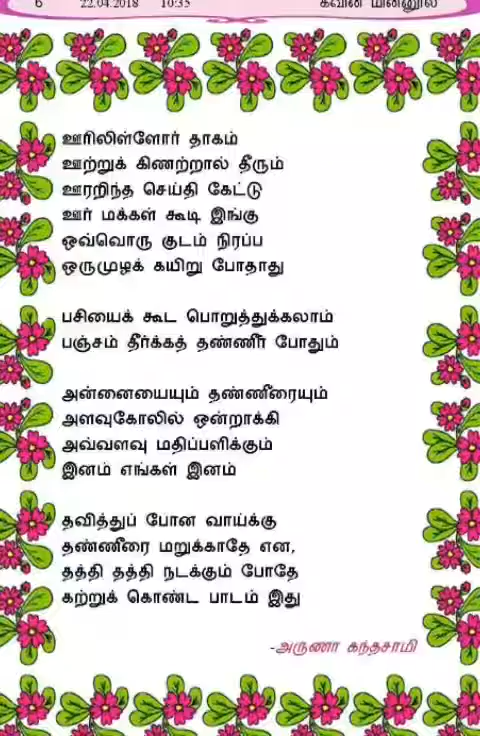 6 22.04.2018 10:35 கவின் மின்னூல்
ஊரிலிள்ளோர் தாகம்
ஊற்றுக் கிணற்றால் தீரும்
ஊரறிந்த செய்தி கேட்டு
ஊர் மக்கள் கூடி இங்கு
ஒவ்வொரு குடம் நிரப்ப
ஒருமுழக் கயிறு போதாது
பசியைக் கூட பொறுத்துக்கலாம்
பஞ்சம் தீர்க்கத் தண்ணீர் போதும்
அன்னையையும் தண்ணீரையும்
அளவுகோலில் ஒன்றாக்கி
அவ்வளவு மதிப்பளிக்கும்
இனம் எங்கள் இனம்
தவித்துப் போன வாய்க்கு
தண்ணீரை மறுக்காதே என,
தத்தி தத்தி நடக்கும் போதே
கற்றுக் கொண்ட பாடம் இது
-அருணா கந்தசாமி